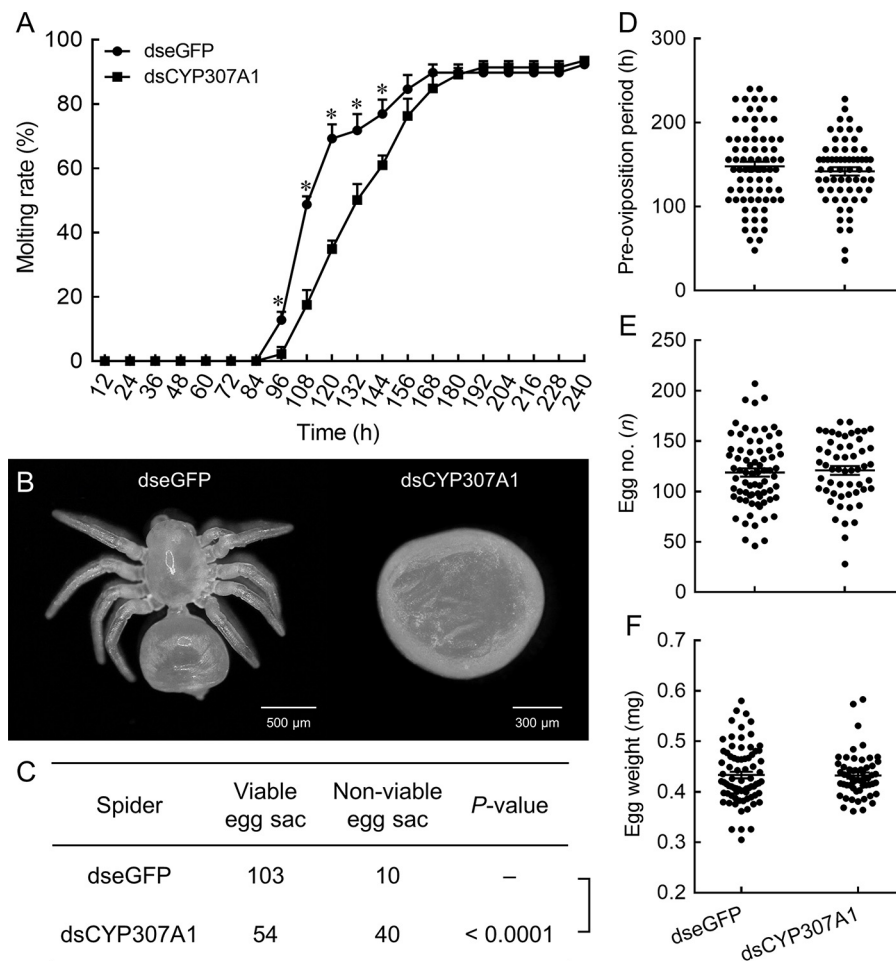 A
100
80
60
40
20
0
Molting rate (%)
dseGFP
dsCYP307A1
*
*
*
*
*
12
24
36
48
60
72
84
96
108
120
132
144
156
168
180
192
204
216
228
240
Time (h)
B
dseGFP
dsCYP307A1
500 µm
300 µm
C
Spider
Viable egg sac
Non-viable egg sac
P-value
dseGFP 103 10 –
dsCYP307A1 54 40 < 0.0001
D
300
200
100
0
Pre-oviposition period (h)
E
250
200
150
100
50
0
Egg no. (n)
F
0.7
0.6
0.5
0.4
0.3
0.2
Egg weight (mg)
dseGFP
dsCYP307A1